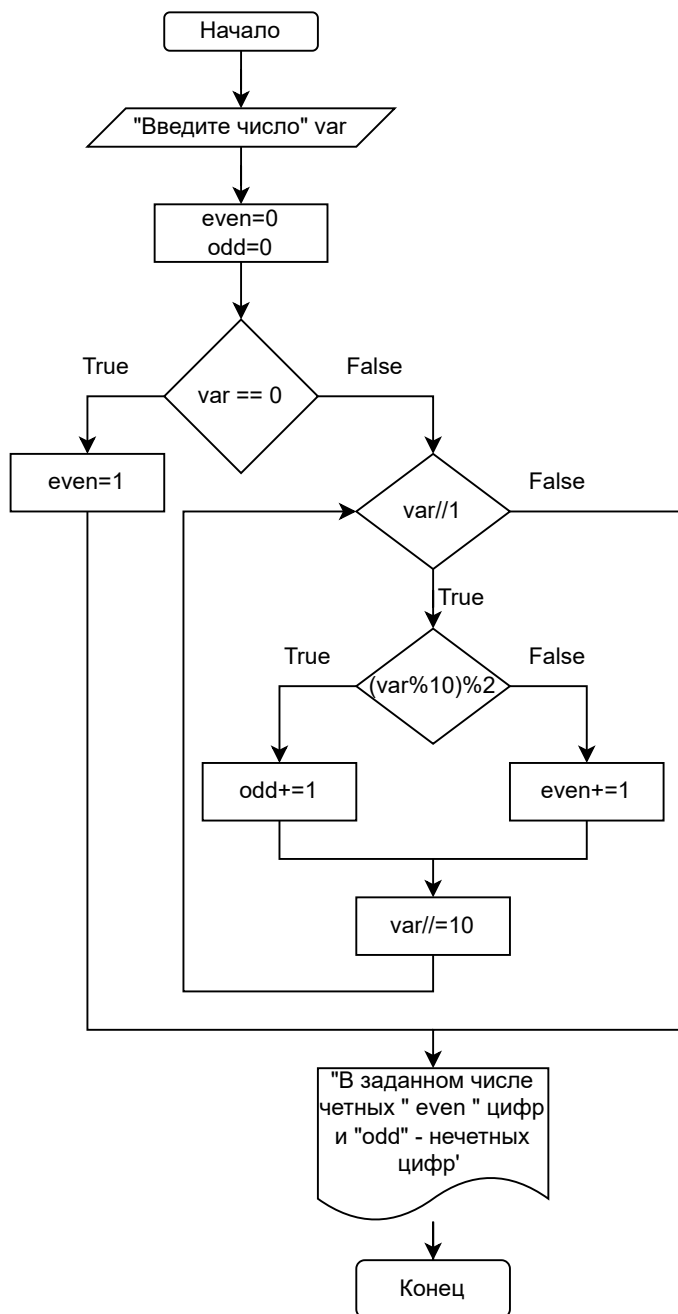 Начало
"Введите число" var
even=0
odd=0
True
False
var == 0
even=1
var//1
False
True
True
False
(var%10)%2
odd+=1
even+=1
var//=10
"В заданном числе
четных " even " цифр
и "odd" - нечетных
цифр'
Конец